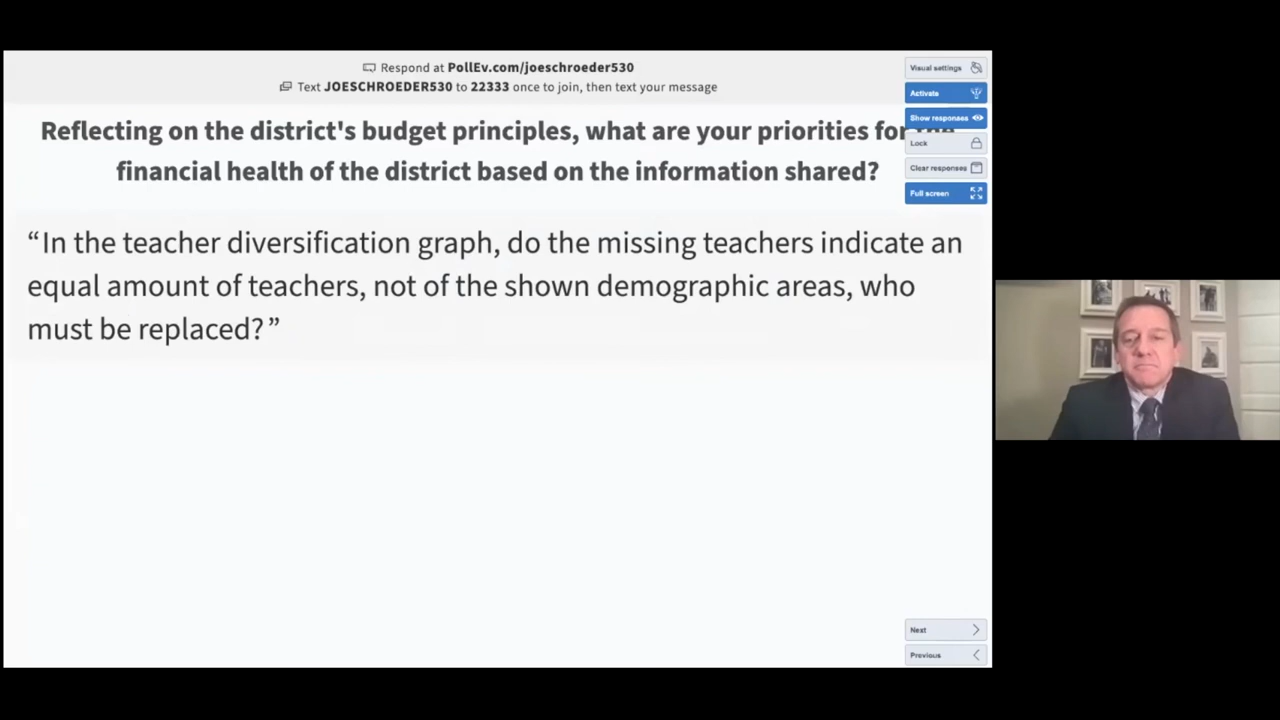 Respond at PollEv.com/joeschroeder530
Text JOESCHROEDER530 to 22333 once to join, then text your message
Reflecting on the district's budget principles, what are your priorities for the
financial health of the district based on the information shared?
“In the teacher diversification graph, do the missing teachers indicate an
equal amount of teachers, not of the shown demographic areas, who
must be replaced?”
Visual settings
Activate
Show responses
Lock
Clear responses
Full screen
Next
Previous